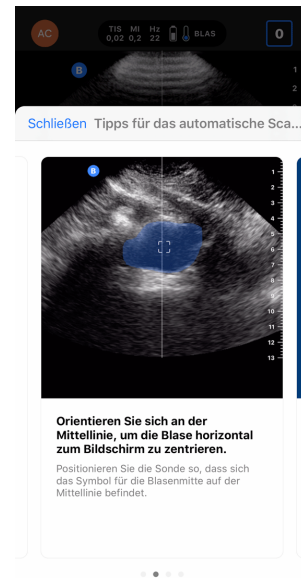 AC
TIS MI Hz
0,02 0,2 22
BLAS
0
B
1
2
Schließen Tipps für das automatische Sca...
B
1
2
3
4
5
6
7
8
9
10
11
12
13
Orientieren Sie sich an der
Mittellinie, um die Blase horizontal
zum Bildschirm zu zentrieren.
Positionieren Sie die Sonde so, dass sich
das Symbol für die Blasenmitte auf der
Mittellinie befindet.